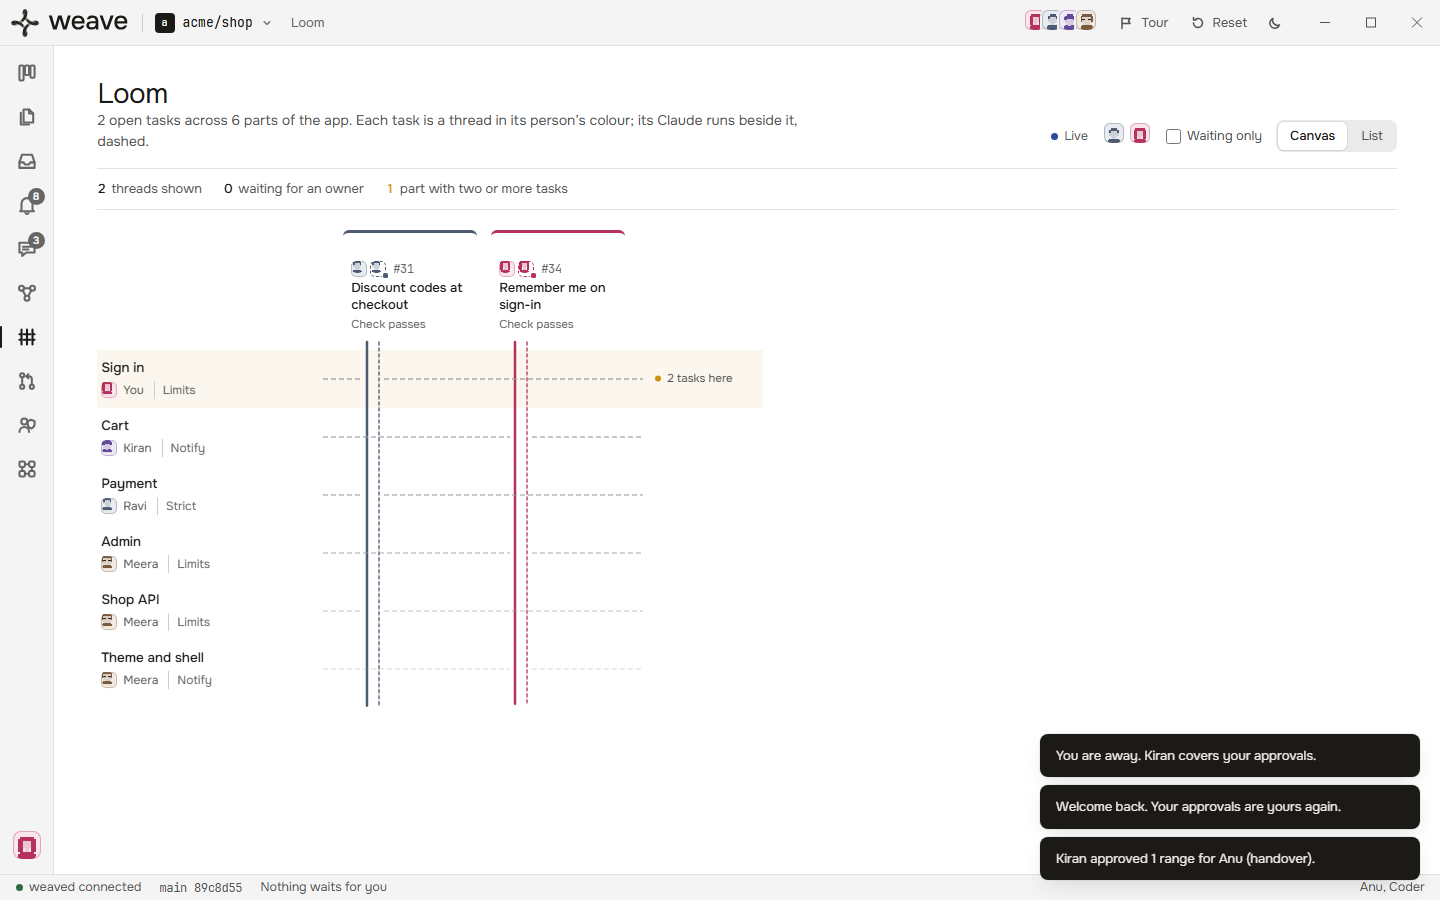 weave
a acme/shop
Loom
Tour
Reset
Loom
2 open tasks across 6 parts of the app. Each task is a thread in its person's colour; its Claude runs beside it,
dashed.
Live
Waiting only
Canvas
List
2 threads shown
0 waiting for an owner
1 part with two or more tasks
8
3
#31
Discount codes at
checkout
Check passes
#34
Remember me on
sign-in
Check passes
Sign in
You
Limits
2 tasks here
Cart
Kiran
Notify
Payment
Ravi
Strict
Admin
Meera
Limits
Shop API
Meera
Limits
Theme and shell
Meera
Notify
You are away. Kiran covers your approvals.
Welcome back. Your approvals are yours again.
Kiran approved 1 range for Anu (handover).
weaved connected
main 89c8d55
Nothing waits for you
Anu, Coder